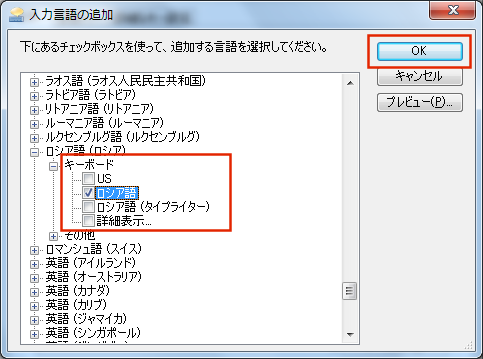 入力言語の追加
下にあるチェックボックスを使って、追加する言語を選択してください。
OK
キャンセル
プレビュー(P)...
ラオス語 (ラオス人民民主共和国)
ラトビア語 (ラトビア)
リトアニア語 (リトアニア)
ルーマニア語 (ルーマニア)
ルクセンブルグ語 (ルクセンブルグ)
ロシア語 (ロシア)
キーボード
US
ロシア語
ロシア語 (タイプライター)
詳細表示...
その他
ロマンシュ語 (スイス)
英語 (アイルランド)
英語 (オーストラリア)
英語 (カナダ)
英語 (カリブ)
英語 (ジャマイカ)
英語 (シンガポール)